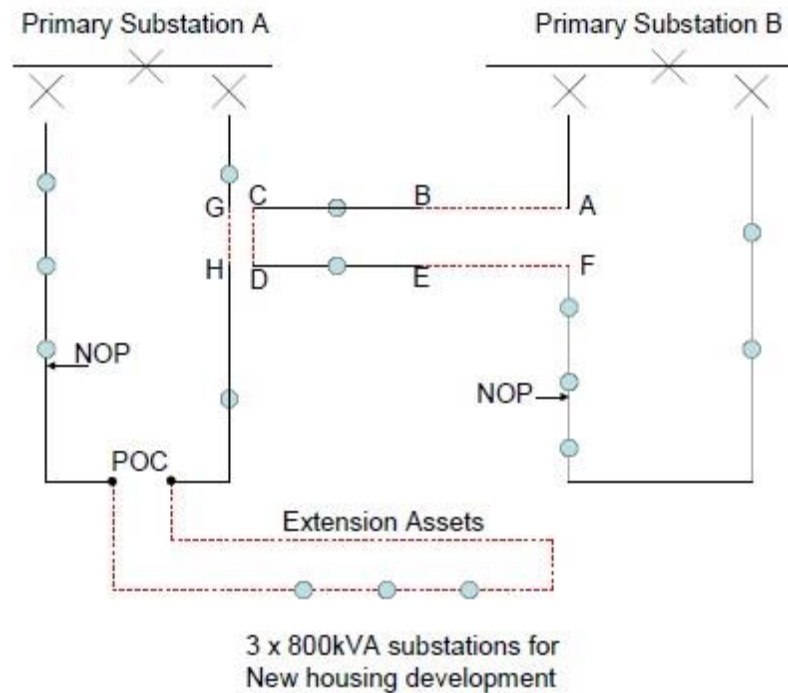 Primary Substation A
Primary Substation B
G
C
B
A
H
D
E
F
NOP
NOP
POC
Extension Assets
3 x 800kVA substations for
New housing development